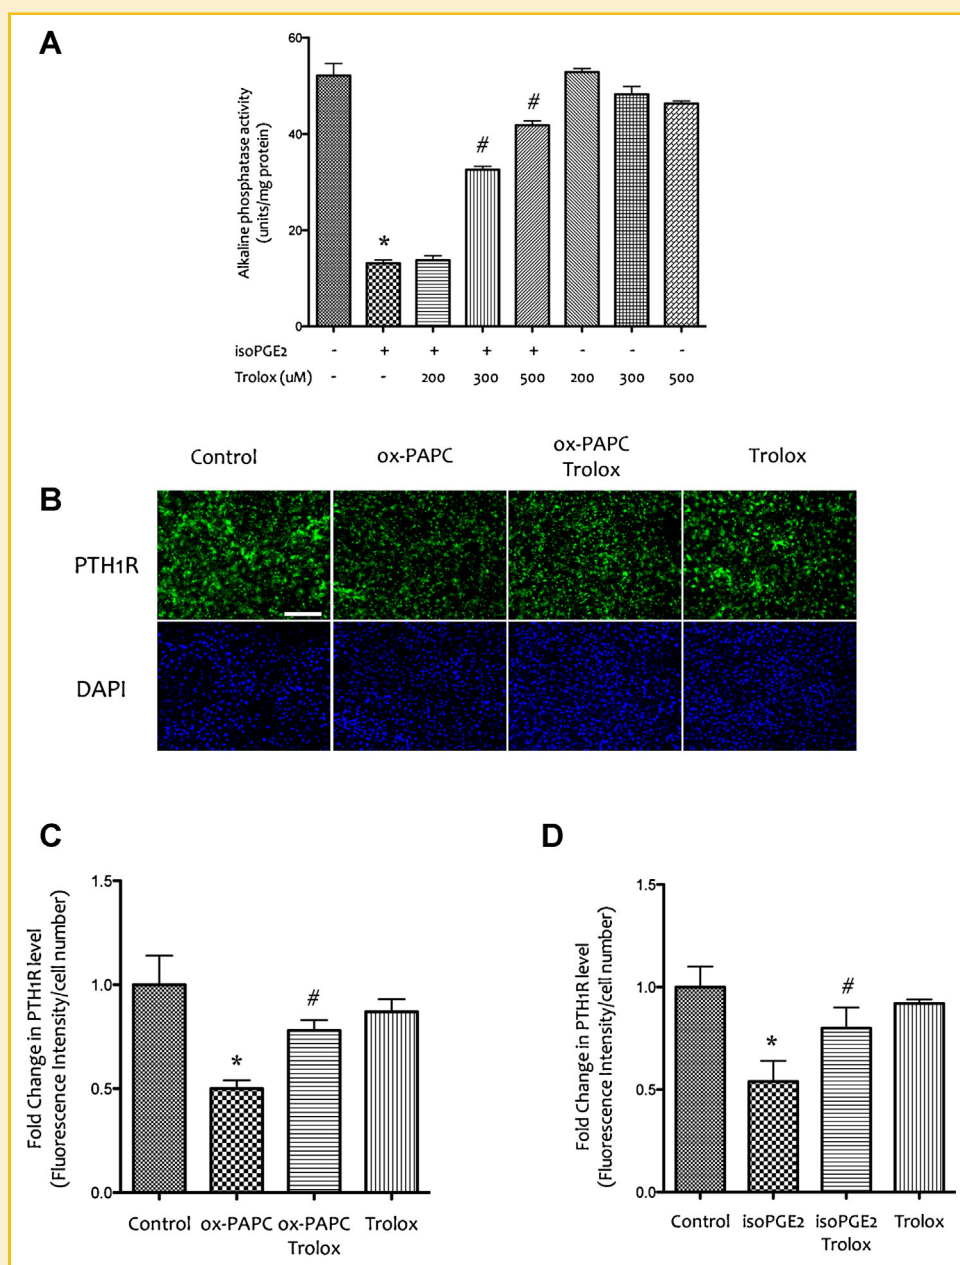 A
Alkaline phosphatase activity
(units/mg protein)
60
40
20
0
*
#
#
isoPGE2 - + + + + - - -
Trolox (uM) - - 200 300 500 200 300 500
B
Control
ox-PAPC
ox-PAPC
Trolox
Trolox
PTH1R
DAPI
C
Fold Change in PTH1R level
(Fluorescence Intensity/cell number)
1.5
1.0
0.5
0.0
*
#
Control ox-PAPC ox-PAPC Trolox
Trolox
D
Fold Change in PTH1R level
(Fluorescence Intensity/cell number)
1.5
1.0
0.5
0.0
*
#
Control isoPGE2 isoPGE2 Trolox
Trolox